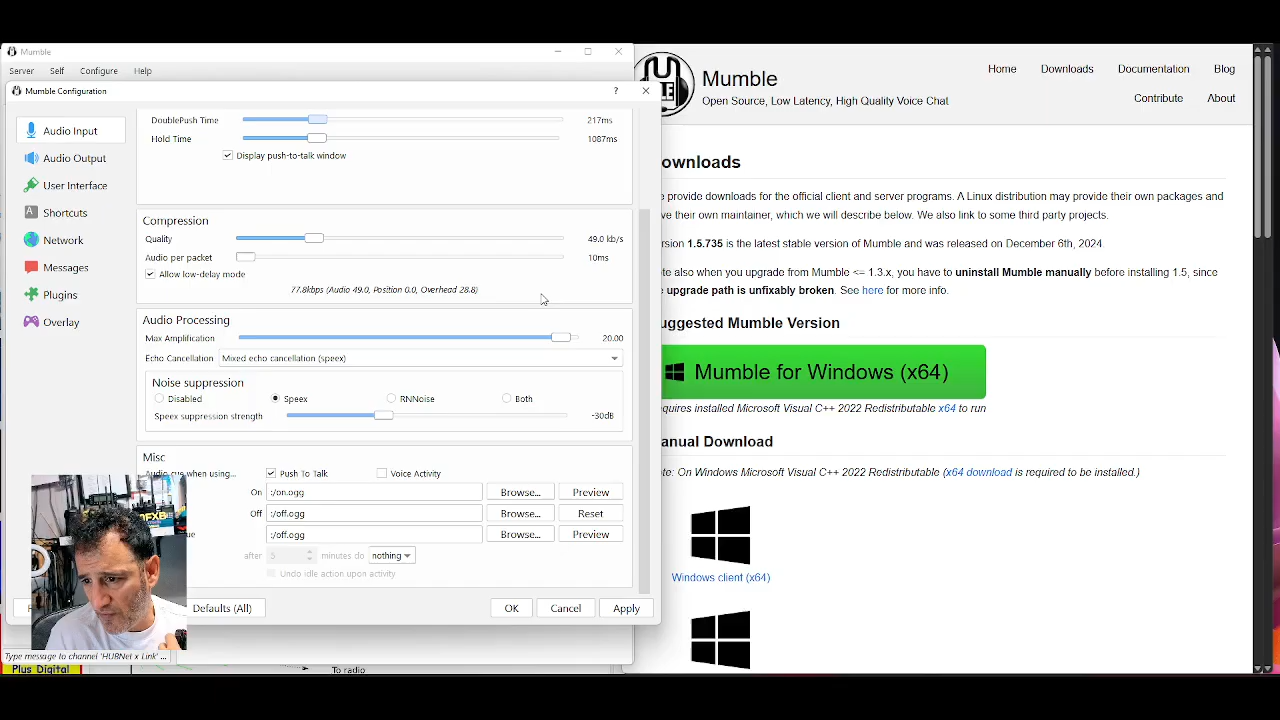 Mumble
Server Self Configure Help
Mumble Configuration
?
Audio Input
Audio Output
User Interface
Shortcuts
Network
Messages
Plugins
Overlay
DoublePush Time 217ms
Hold Time 1087ms
Display push-to-talk window
Compression
Quality 49.0 kb/s
Audio per packet 10ms
Allow low-delay mode
77.8kbps (Audio 49.0, Position 0.0, Overhead 28.8)
Audio Processing
Max Amplification 20.00
Echo Cancellation Mixed echo cancellation (speex)
Noise suppression
Disabled Speex RNNoise Both
Speex suppression strength -30dB
Misc
Audio cue when using... Push To Talk Voice Activity
On :/on.ogg Browse... Preview
Off :/off.ogg Browse... Reset
:/off.ogg Browse... Preview
after 5 minutes do nothing
Undo idle action upon activity
Defaults (All) OK Cancel Apply
Type message to channel 'HUBNet x Link' ...
Plus Digital
To radio
Mumble
Open Source, Low Latency, High Quality Voice Chat
Home Downloads Documentation Blog
Contribute About
ownloads
e provide downloads for the official client and server programs. A Linux distribution may provide their own packages and
ve their own maintainer, which we will describe below. We also link to some third party projects.
ersion 1.5.735 is the latest stable version of Mumble and was released on December 6th, 2024.
ote also when you upgrade from Mumble <= 1.3.x, you have to uninstall Mumble manually before installing 1.5, since
e upgrade path is unfixably broken. See here for more info.
uggested Mumble Version
Mumble for Windows (x64)
equires installed Microsoft Visual C++ 2022 Redistributable x64 to run
anual Download
ote: On Windows Microsoft Visual C++ 2022 Redistributable (x64 download is required to be installed.)
Windows client (x64)